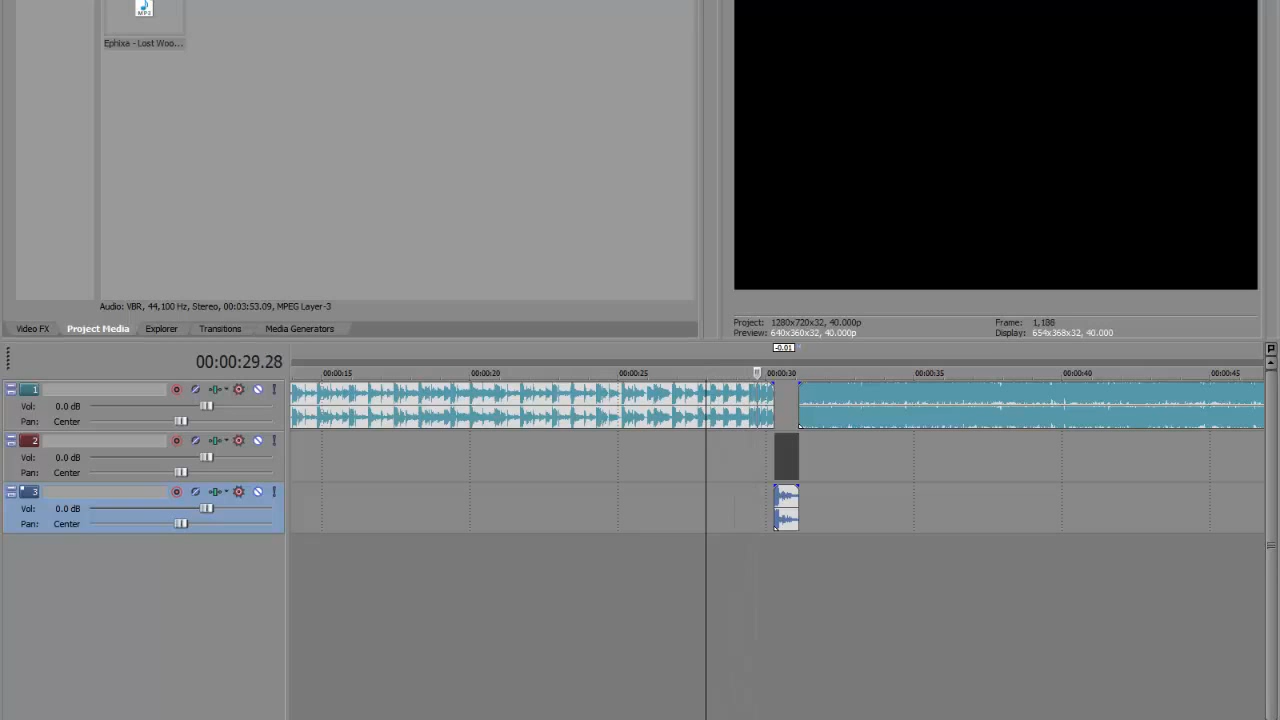 MP3
Ephixa - Lost Woo...
Audio: VBR, 44,100 Hz, Stereo, 00:03:53.09, MPEG Layer-3
Video FX Project Media Explorer Transitions Media Generators
Project: 1280x720x32, 40.000p Frame: 1,188
Preview: 640x360x32, 40.000p Display: 654x368x32, 40.000
-0.01
00:00:29.28
00:00:15 00:00:20 00:00:25 00:00:30 00:00:35 00:00:40 00:00:45
1
Vol: 0.0 dB
Pan: Center
2
Vol: 0.0 dB
Pan: Center
3
Vol: 0.0 dB
Pan: Center